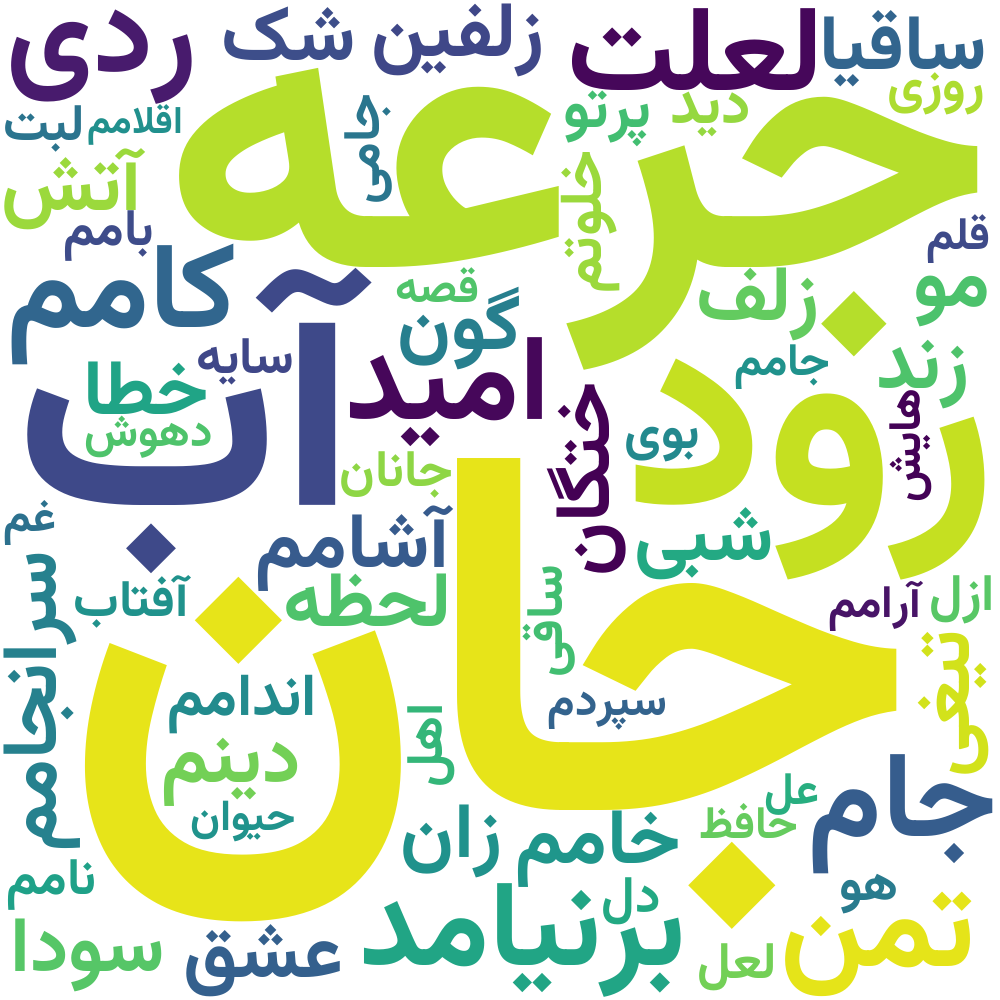 ردی
زلفین شک
لعلت
ساقیا
روزی
جرعه
جامی
پرتو
دید
لبت
اقلامم
آتش
خلوتم
بامم
قلم
کامم
آب
قصه
زلف
مو
گون
رود
سایه
امید
جامم
زند
خطا
دهوش
هایش
ختگان
بوی
جانان
جان
غم
آشامم
شبی
سرانجامم
آفتاب
لحظه
ساقی
آرامم
ازل
تیغی
اندامم
سپردم
اهل
دینم
حیوان
جام
عل
حافظ
زان
خامم
نامم
برنیامد
دل
هو
تمن
سودا
عشق
لعل